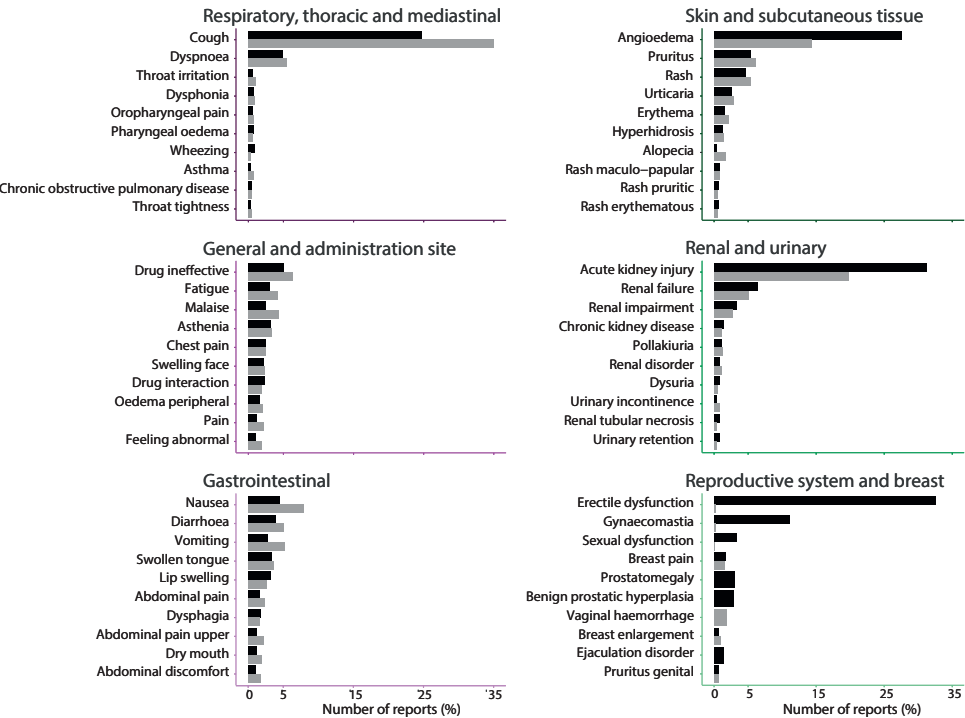 Respiratory, thoracic and mediastinal
Cough
Dyspnoea
Throat irritation
Dysphonia
Oropharyngeal pain
Pharyngeal oedema
Wheezing
Asthma
Chronic obstructive pulmonary disease
Throat tightness
General and administration site
Drug ineffective
Fatigue
Malaise
Asthenia
Chest pain
Swelling face
Drug interaction
Oedema peripheral
Pain
Feeling abnormal
Gastrointestinal
Nausea
Diarrhoea
Vomiting
Swollen tongue
Lip swelling
Abdominal pain
Dysphagia
Abdominal pain upper
Dry mouth
Abdominal discomfort
0 5 15 25 35
Number of reports (%)
Skin and subcutaneous tissue
Angioedema
Pruritus
Rash
Urticaria
Erythema
Hyperhidrosis
Alopecia
Rash maculo−papular
Rash pruritic
Rash erythematous
Renal and urinary
Acute kidney injury
Renal failure
Renal impairment
Chronic kidney disease
Pollakiuria
Renal disorder
Dysuria
Urinary incontinence
Renal tubular necrosis
Urinary retention
Reproductive system and breast
Erectile dysfunction
Gynaecomastia
Sexual dysfunction
Breast pain
Prostatomegaly
Benign prostatic hyperplasia
Vaginal haemorrhage
Breast enlargement
Ejaculation disorder
Pruritus genital
0 5 15 25 35
Number of reports (%)